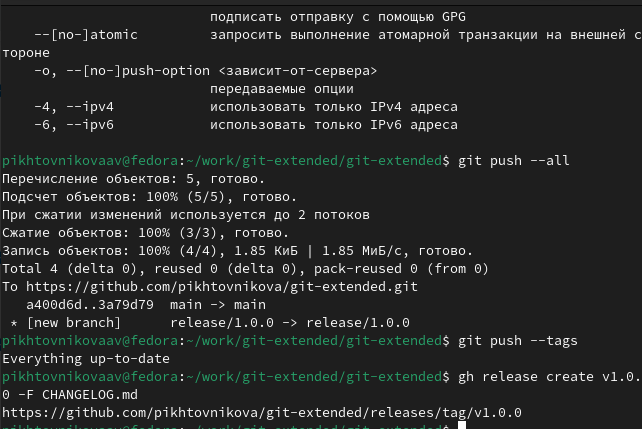 подписать отправку с помощью GPG
--[no-]atomic запросить выполнение атомарной транзакции на внешней с
тороне
-o, --[no-]push-option <зависит-от-сервера>
передаваемые опции
-4, --ipv4 использовать только IPv4 адреса
-6, --ipv6 использовать только IPv6 адреса
pikhtovnikovaav@fedora:~/work/git-extended/git-extended$ git push --all
Перечисление объектов: 5, готово.
Подсчет объектов: 100% (5/5), готово.
При сжатии изменений используется до 2 потоков
Сжатие объектов: 100% (3/3), готово.
Запись объектов: 100% (4/4), 1.85 КиБ | 1.85 МиБ/с, готово.
Total 4 (delta 0), reused 0 (delta 0), pack-reused 0 (from 0)
To https://github.com/pikhtovnikova/git-extended.git
a400d6d..3a79d79 main -> main
* [new branch] release/1.0.0 -> release/1.0.0
pikhtovnikovaav@fedora:~/work/git-extended/git-extended$ git push --tags
Everything up-to-date
pikhtovnikovaav@fedora:~/work/git-extended/git-extended$ gh release create v1.0.
0 -F CHANGELOG.md
https://github.com/pikhtovnikova/git-extended/releases/tag/v1.0.0
pikhtovnikovaav@fedora:~/work/git-extended/git-extended$